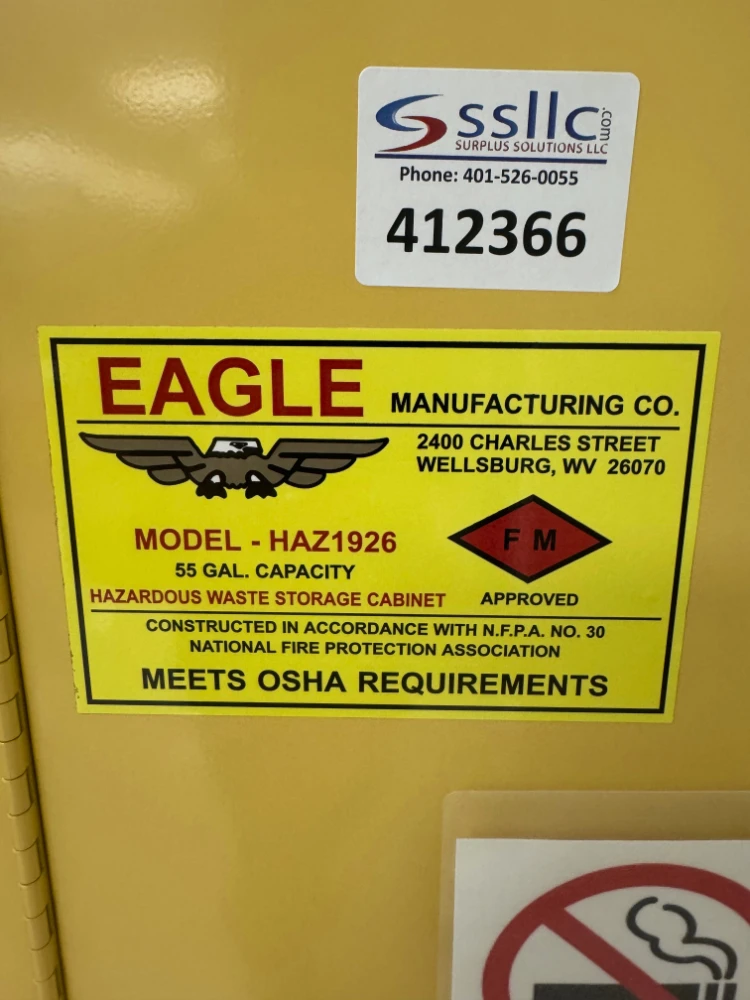 ssllc.com
SURPLUS SOLUTIONS LLC
Phone: 401-526-0055
412366
EAGLE MANUFACTURING CO.
2400 CHARLES STREET
WELLSBURG, WV 26070
MODEL - HAZ1926
55 GAL. CAPACITY
HAZARDOUS WASTE STORAGE CABINET
F M
APPROVED
CONSTRUCTED IN ACCORDANCE WITH N.F.P.A. NO. 30
NATIONAL FIRE PROTECTION ASSOCIATION
MEETS OSHA REQUIREMENTS